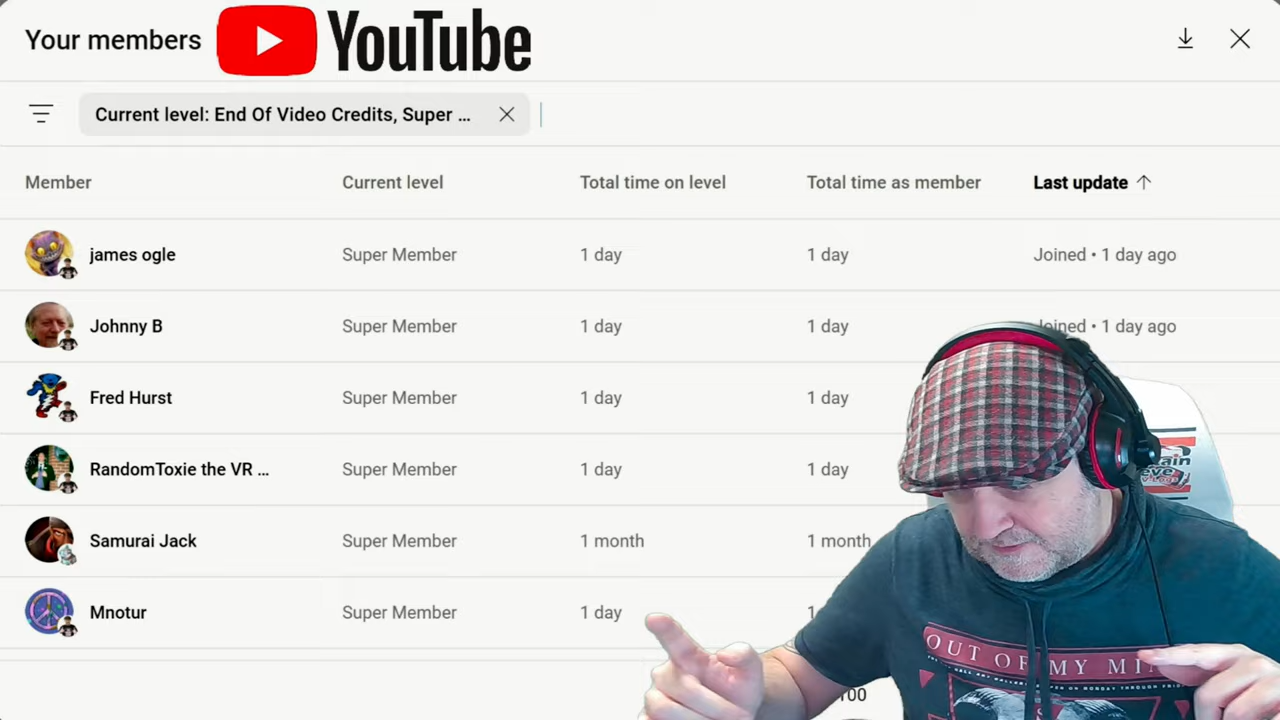 Your members YouTube
Current level: End Of Video Credits, Super ...
Member Current level Total time on level Total time as member Last update
james ogle Super Member 1 day 1 day Joined • 1 day ago
Johnny B Super Member 1 day 1 day Joined • 1 day ago
Fred Hurst Super Member 1 day 1 day
RandomToxie the VR ... Super Member 1 day 1 day
Samurai Jack Super Member 1 month 1 month
Mnotur Super Member 1 day
OUT OF MY MIN
100